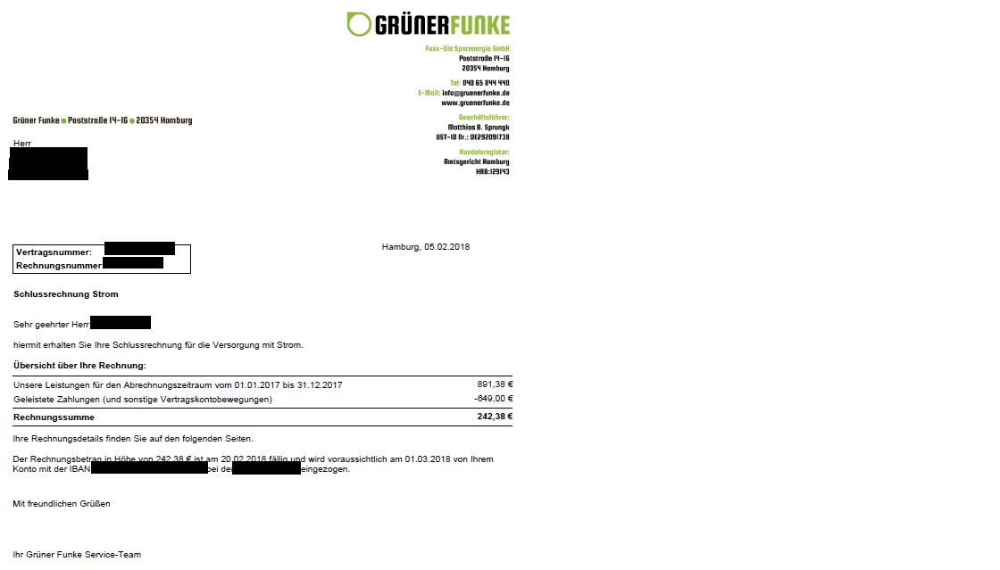 GRÜNERFUNKE
Fuxx-Die Sparenergie GmbH
Poststraße 14-16
20354 Hamburg
Tel: 040 65 844 440
E-Mail: info@gruenerfunke.de
www.gruenerfunke.de
Geschäftsführer:
Matthias B. Sprungk
UST-ID Nr.: DE292091738
Handelsregister:
Amtsgericht Hamburg
HRB:129143
Grüner Funke • Poststraße 14-16 • 20354 Hamburg
Herr
Hamburg, 05.02.2018
Vertragsnummer:
Rechnungsnummer
Schlussrechnung Strom
Sehr geehrter Herr
hiermit erhalten Sie Ihre Schlussrechnung für die Versorgung mit Strom.
Übersicht über Ihre Rechnung:
Unsere Leistungen für den Abrechnungszeitraum vom 01.01.2017 bis 31.12.2017 891,38 €
Geleistete Zahlungen (und sonstige Vertragskontobewegungen) -649,00 €
Rechnungssumme 242,38 €
Ihre Rechnungsdetails finden Sie auf den folgenden Seiten.
Der Rechnungsbetrag in Höhe von 242,38 € ist am 20.02.2018 fällig und wird voraussichtlich am 01.03.2018 von Ihrem
Konto mit der IBAN bei der eingezogen.
Mit freundlichen Grüßen
Ihr Grüner Funke Service-Team